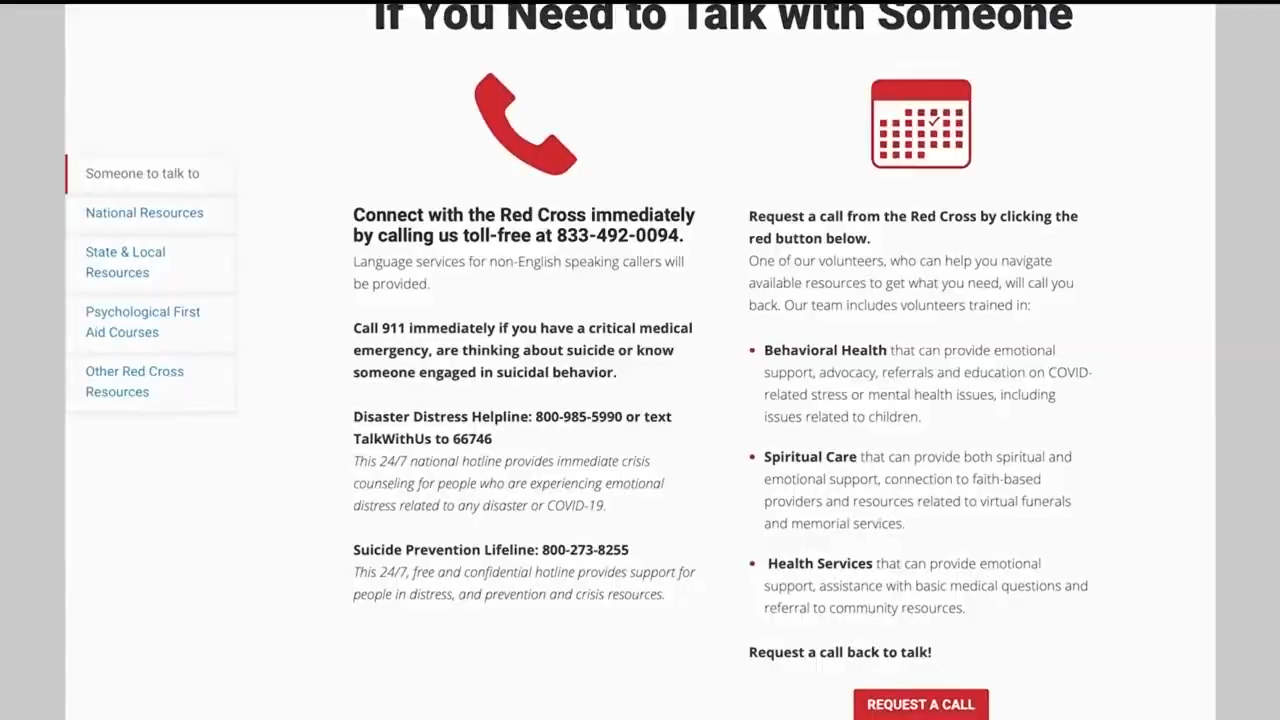 If You Need to Talk with Someone
Someone to talk to
National Resources
State & Local
Resources
Psychological First
Aid Courses
Other Red Cross
Resources
Connect with the Red Cross immediately
by calling us toll-free at 833-492-0094.
Language services for non-English speaking callers will
be provided.
Call 911 immediately if you have a critical medical
emergency, are thinking about suicide or know
someone engaged in suicidal behavior.
Disaster Distress Helpline: 800-985-5990 or text
TalkWithUs to 66746
This 24/7 national hotline provides immediate crisis
counseling for people who are experiencing emotional
distress related to any disaster or COVID-19.
Suicide Prevention Lifeline: 800-273-8255
This 24/7, free and confidential hotline provides support for
people in distress, and prevention and crisis resources.
Request a call from the Red Cross by clicking the
red button below.
One of our volunteers, who can help you navigate
available resources to get what you need, will call you
back. Our team includes volunteers trained in:
• Behavioral Health that can provide emotional
support, advocacy, referrals and education on COVID-
related stress or mental health issues, including
issues related to children.
• Spiritual Care that can provide both spiritual and
emotional support, connection to faith-based
providers and resources related to virtual funerals
and memorial services.
• Health Services that can provide emotional
support, assistance with basic medical questions and
referral to community resources.
Request a call back to talk!
REQUEST A CALL